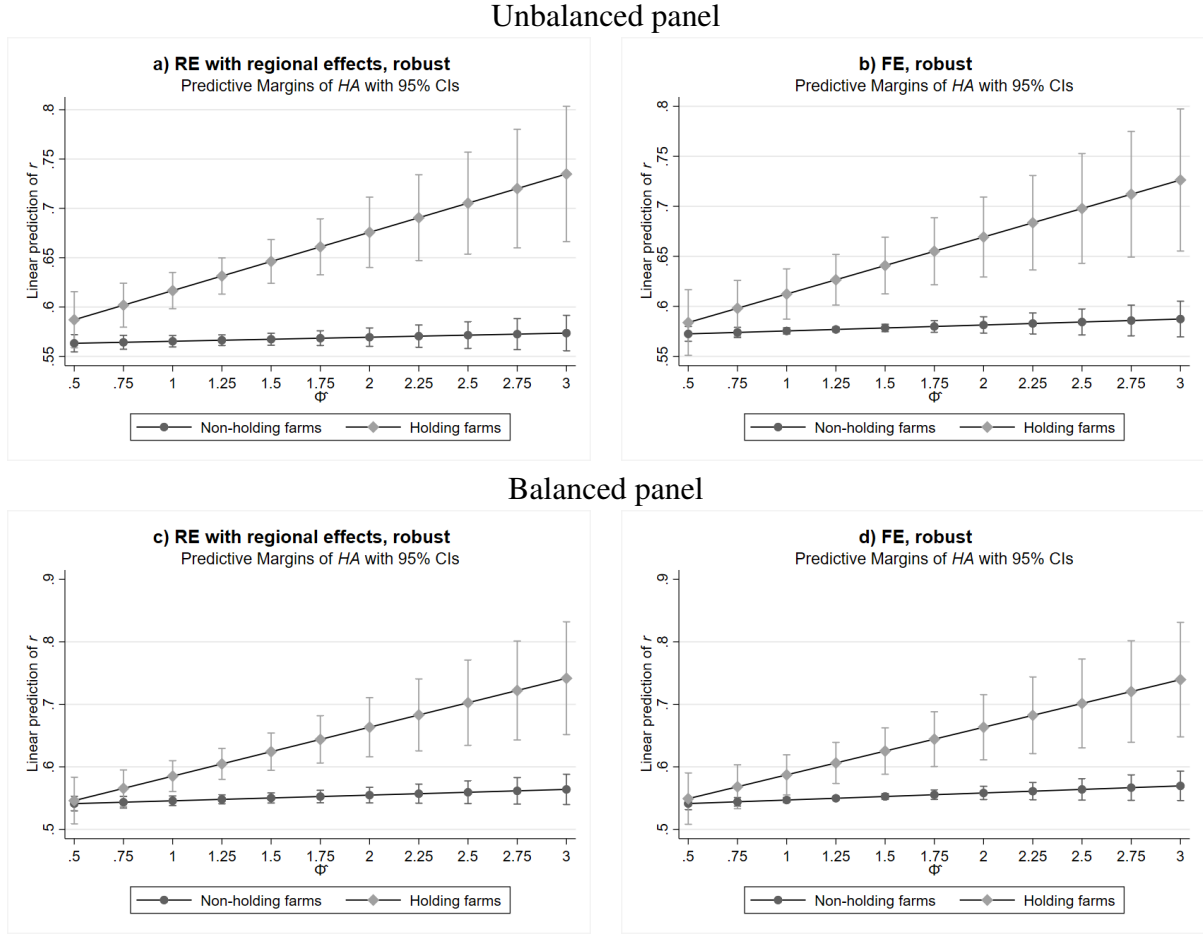 Unbalanced panel
a) RE with regional effects, robust
Predictive Margins of HA with 95% CIs
Linear prediction of r
.8
.75
.7
.65
.6
.55
.5 .75 1 1.25 1.5 1.75 2 2.25 2.5 2.75 3
Non-holding farms Holding farms
b) FE, robust
Predictive Margins of HA with 95% CIs
Linear prediction of r
.8
.75
.7
.65
.6
.55
.5 .75 1 1.25 1.5 1.75 2 2.25 2.5 2.75 3
Non-holding farms Holding farms
Balanced panel
c) RE with regional effects, robust
Predictive Margins of HA with 95% CIs
Linear prediction of r
.9
.8
.7
.6
.5
.5 .75 1 1.25 1.5 1.75 2 2.25 2.5 2.75 3
Non-holding farms Holding farms
d) FE, robust
Predictive Margins of HA with 95% CIs
Linear prediction of r
.9
.8
.7
.6
.5
.5 .75 1 1.25 1.5 1.75 2 2.25 2.5 2.75 3
Non-holding farms Holding farms